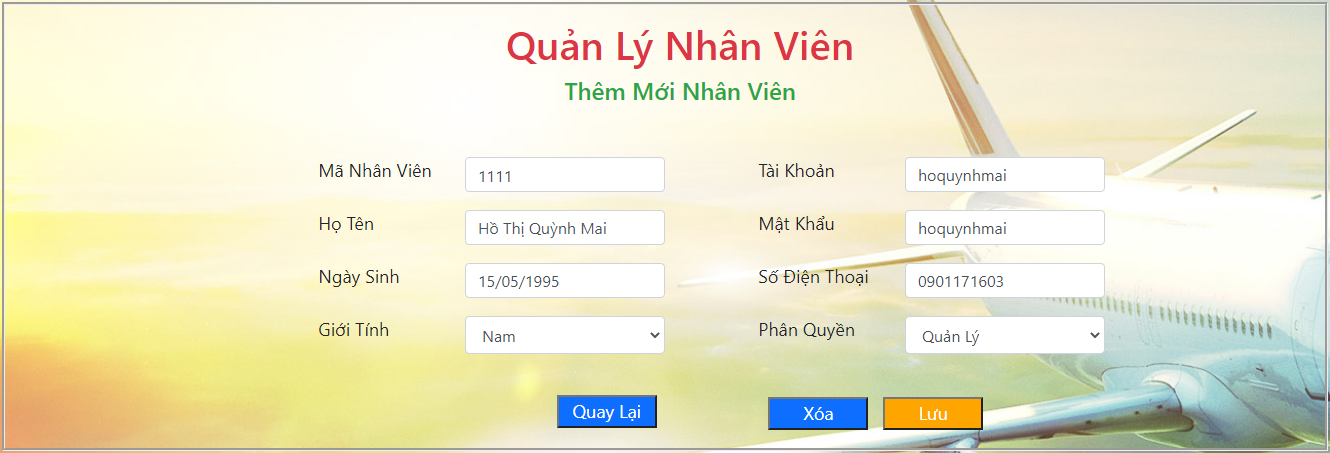 Quản Lý Nhân Viên
Thêm Mới Nhân Viên
Mã Nhân Viên 1111 Tài Khoản hoquynhmai
Họ Tên Hồ Thị Quỳnh Mai Mật Khẩu hoquynhmai
Ngày Sinh 15/05/1995 Số Điện Thoại 0901171603
Giới Tính Nam Phân Quyền Quản Lý
Quay Lại Xóa Lưu